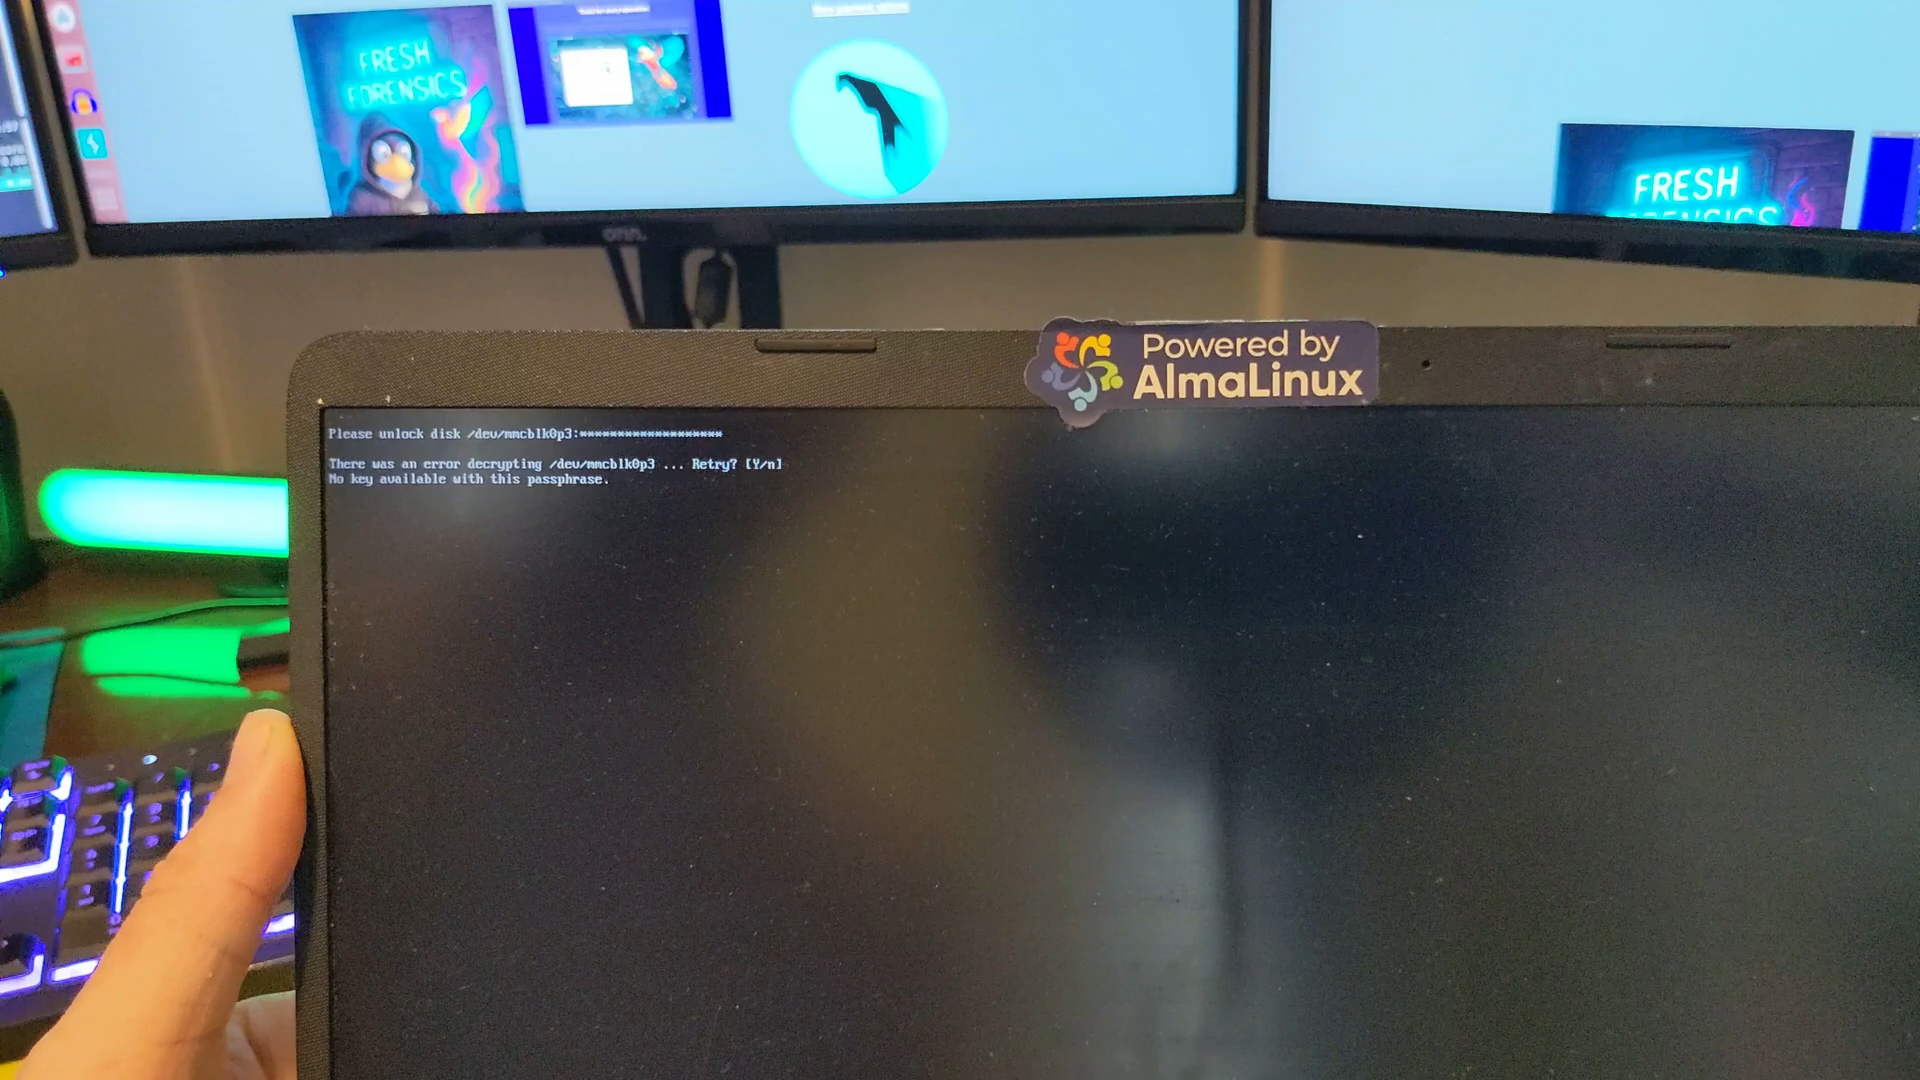 FRESH
FORENSICS
FRESH
FORENSICS
Powered by
AlmaLinux
Please unlock disk /dev/mmcblk0p3:*******************
There was an error decrypting /dev/mmcblk0p3 ... Retry? [Y/n]
No key available with this passphrase.